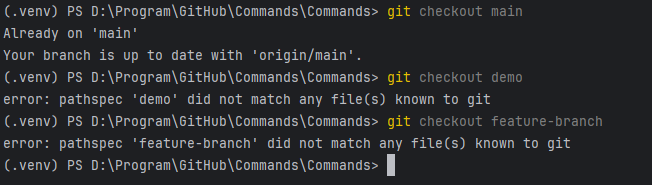 (.venv) PS D:\Program\GitHub\Commands\Commands> git checkout main
Already on 'main'
Your branch is up to date with 'origin/main'.
(.venv) PS D:\Program\GitHub\Commands\Commands> git checkout demo
error: pathspec 'demo' did not match any file(s) known to git
(.venv) PS D:\Program\GitHub\Commands\Commands> git checkout feature-branch
error: pathspec 'feature-branch' did not match any file(s) known to git
(.venv) PS D:\Program\GitHub\Commands\Commands>